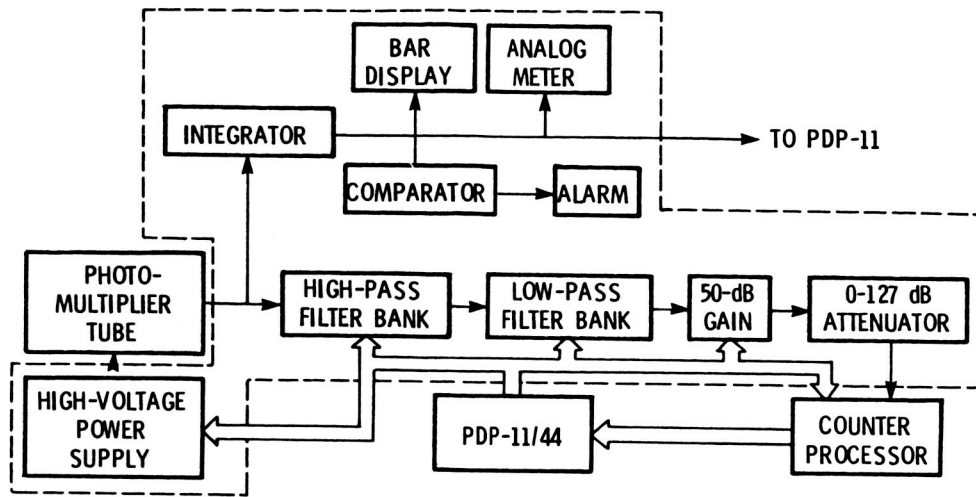 BAR
DISPLAY
ANALOG
METER
INTEGRATOR
TO PDP-11
COMPARATOR
ALARM
PHOTO-
MULTIPLIER
TUBE
HIGH-PASS
FILTER BANK
LOW-PASS
FILTER BANK
50-dB
GAIN
0-127 dB
ATTENUATOR
HIGH-VOLTAGE
POWER
SUPPLY
PDP-11/44
COUNTER
PROCESSOR